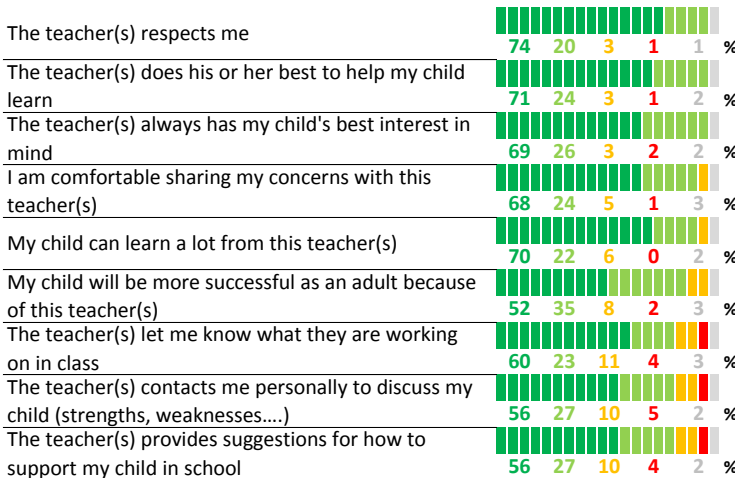 The teacher(s) respects me
74 20 3 1 1 %
The teacher(s) does his or her best to help my child
learn
71 24 3 1 2 %
The teacher(s) always has my child's best interest in
mind
69 26 3 2 2 %
I am comfortable sharing my concerns with this
teacher(s)
68 24 5 1 3 %
My child can learn a lot from this teacher(s)
70 22 6 0 2 %
My child will be more successful as an adult because
of this teacher(s)
52 35 8 2 3 %
The teacher(s) let me know what they are working
on in class
60 23 11 4 3 %
The teacher(s) contacts me personally to discuss my
child (strengths, weaknesses....)
56 27 10 5 2 %
The teacher(s) provides suggestions for how to
support my child in school
56 27 10 4 2 %